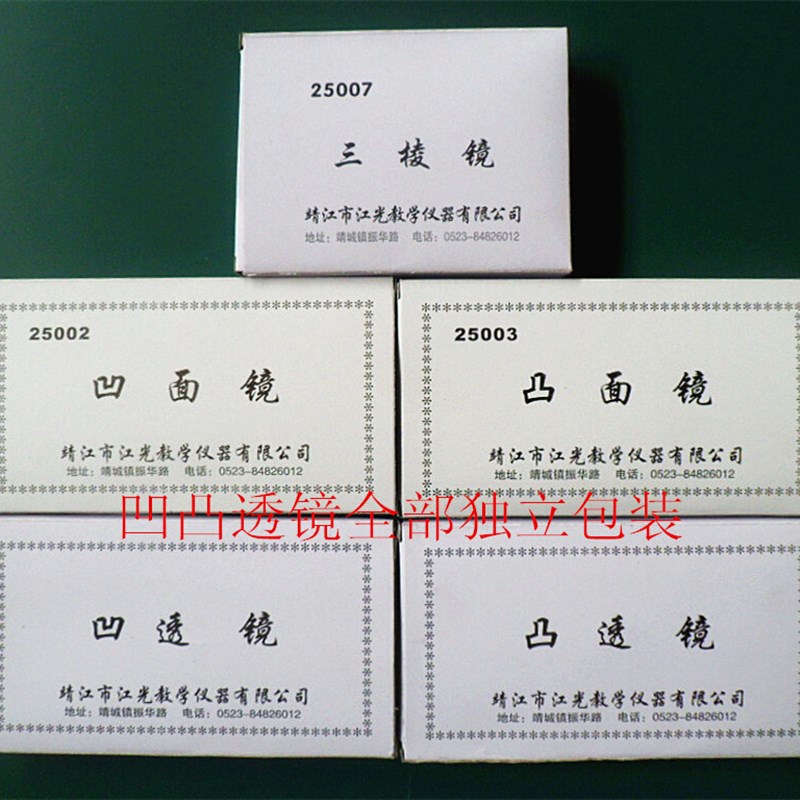 25007
三棱镜
靖江市江光教学仪器有限公司
地址：靖城镇振华路 电话：0523-84826012
25002
凹面镜
靖江市江光教学仪器有限公司
地址：靖城镇振华路 电话：0523-84826012
25003
凸面镜
靖江市江光教学仪器有限公司
地址：靖城镇振华路 电话：0523-84826012
凹凸透镜全部独立包装
凹透镜
靖江市江光教学仪器有限公司
地址：靖城镇振华路 电话：0523-84826012
凸透镜
靖江市江光教学仪器有限公司
地址：靖城镇振华路 电话：0523-84826012